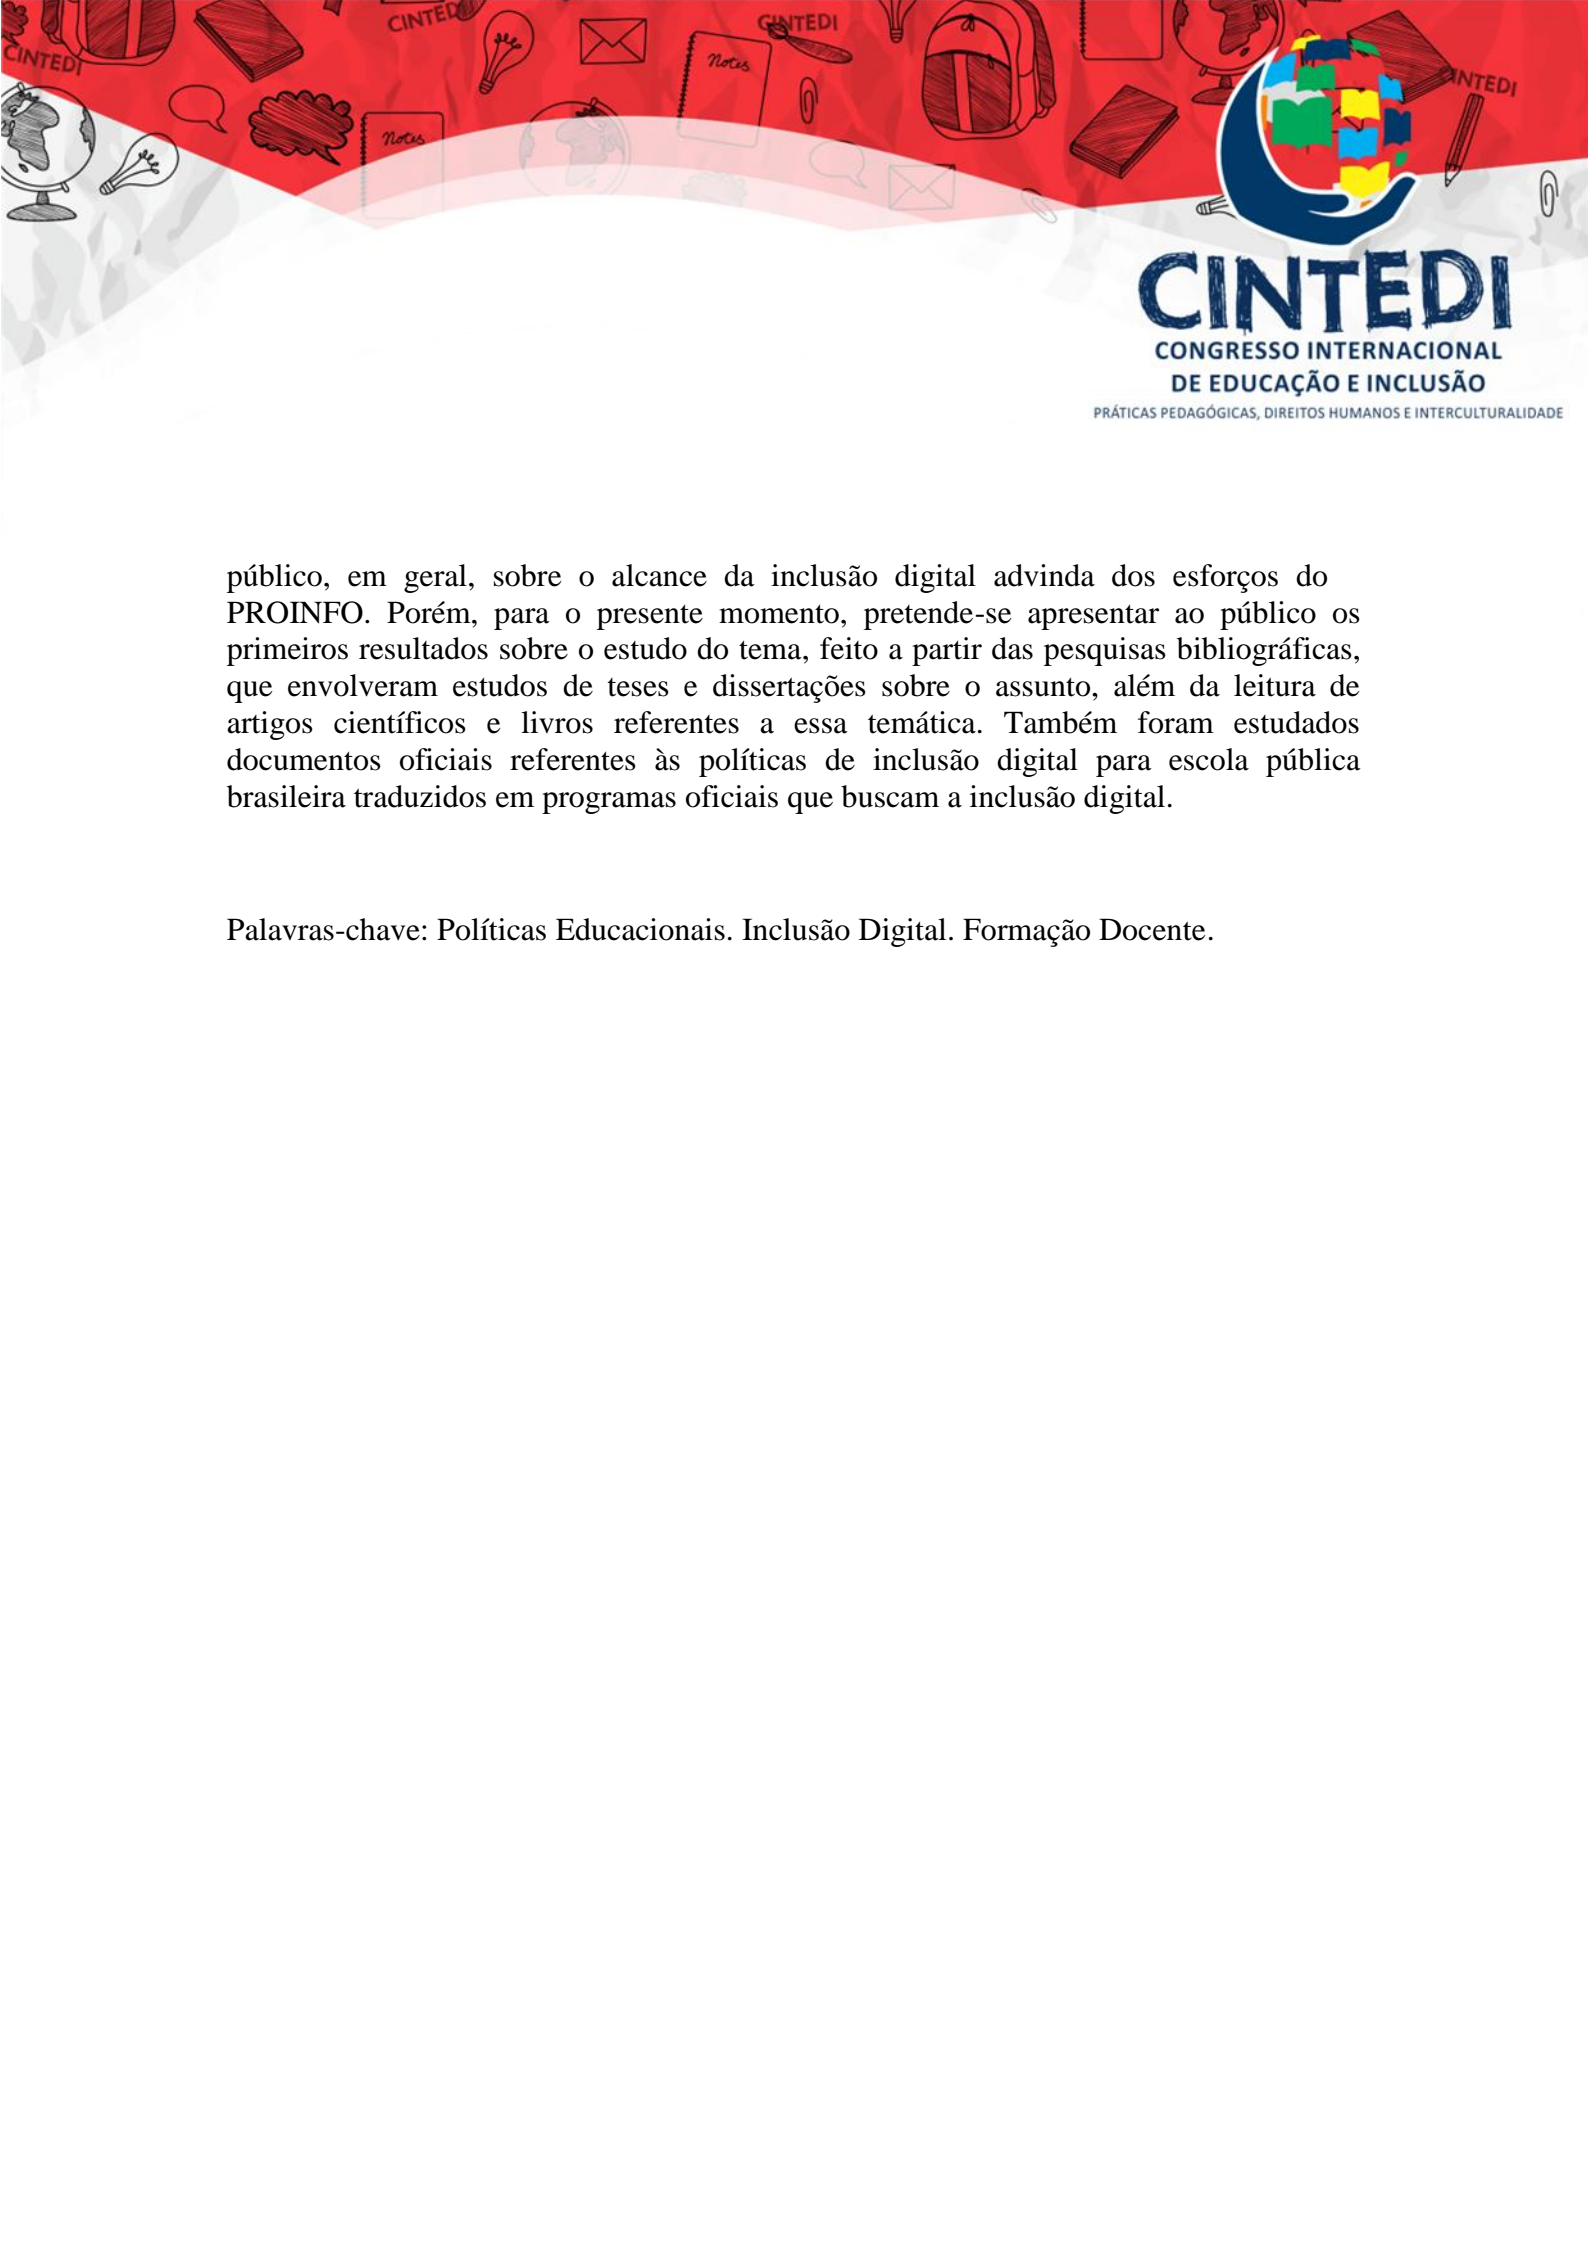 CINTEDI
CINTEDI
CINTEDI
Notes
CINTEDI
Notes
CINTEDI
CONGRESSO INTERNACIONAL
DE EDUCAÇÃO E INCLUSÃO
PRÁTICAS PEDAGÓGICAS, DIREITOS HUMANOS E INTERCULTURALIDADE
público, em geral, sobre o alcance da inclusão digital advinda dos esforços do
PROINFO. Porém, para o presente momento, pretende-se apresentar ao público os
primeiros resultados sobre o estudo do tema, feito a partir das pesquisas bibliográficas,
que envolveram estudos de teses e dissertações sobre o assunto, além da leitura de
artigos científicos e livros referentes a essa temática. Também foram estudados
documentos oficiais referentes às políticas de inclusão digital para escola pública
brasileira traduzidos em programas oficiais que buscam a inclusão digital.
Palavras-chave: Políticas Educacionais. Inclusão Digital. Formação Docente.